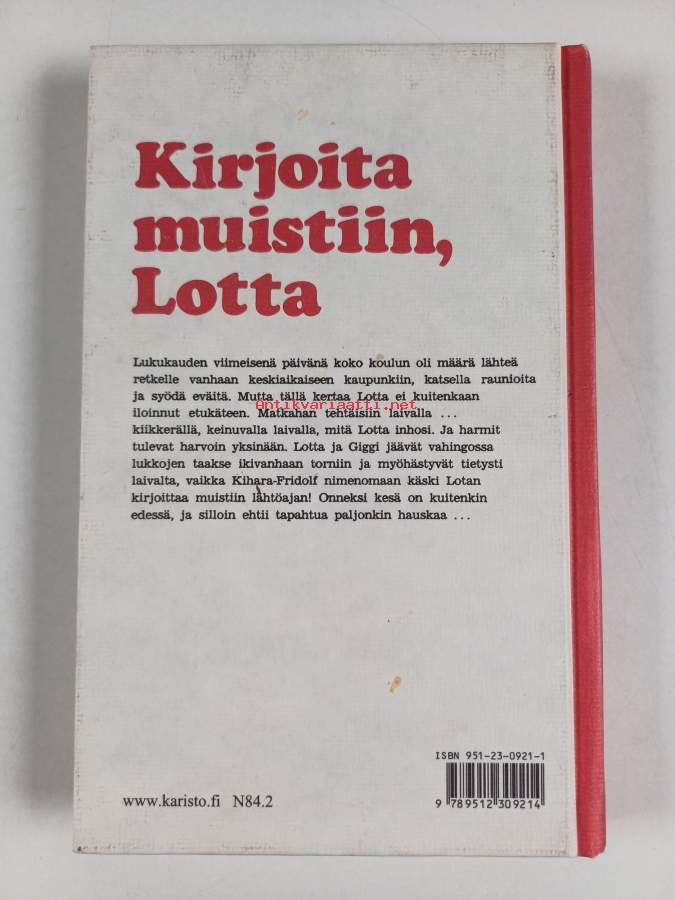 Kirjoita
muistiin,
Lotta
Lukukauden viimeisenä päivänä koko koulun oli määrä lähteä
retkelle vanhaan keskiaikaiseen kaupunkiin, katsella raunioita
ja syödä eväitä. Mutta tällä kertaa Lotta ei kuitenkaan
Antikvariaatti.net
iloinnut etukäteen. Matkahan tehtäisiin laivalla ...
kiikkerällä, keinuvalla laivalla, mitä Lotta inhosi. Ja harmit
tulevat harvoin yksinään. Lotta ja Giggi jäävät vahingossa
lukkojen taakse ikivanhaan torniin ja myöhästyvät tietysti
laivalta, vaikka Kihara-Fridolf nimenomaan käski Lotan
kirjoittaa muistiin lähtöajan! Onneksi kesä on kuitenkin
edessä, ja silloin ehtii tapahtua paljonkin hauskaa ...
ISBN 951-23-0921-1
9 789512 309214
www.karisto.fi N84.2